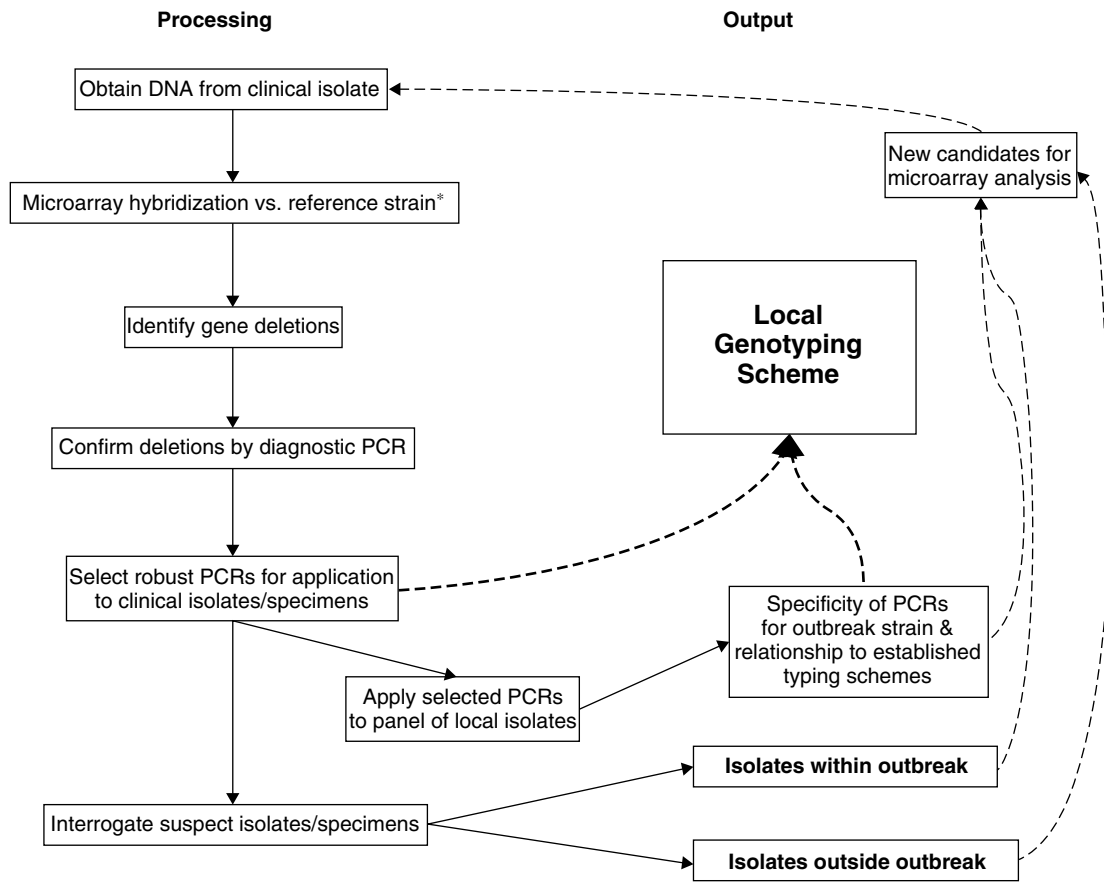 Processing
Output
Obtain DNA from clinical isolate
New candidates for
microarray analysis
Microarray hybridization vs. reference strain*
Identify gene deletions
Local
Genotyping
Scheme
Confirm deletions by diagnostic PCR
Select robust PCRs for application
to clinical isolates/specimens
Specificity of PCRs
for outbreak strain &
relationship to established
typing schemes
Apply selected PCRs
to panel of local isolates
Isolates within outbreak
Interrogate suspect isolates/specimens
Isolates outside outbreak